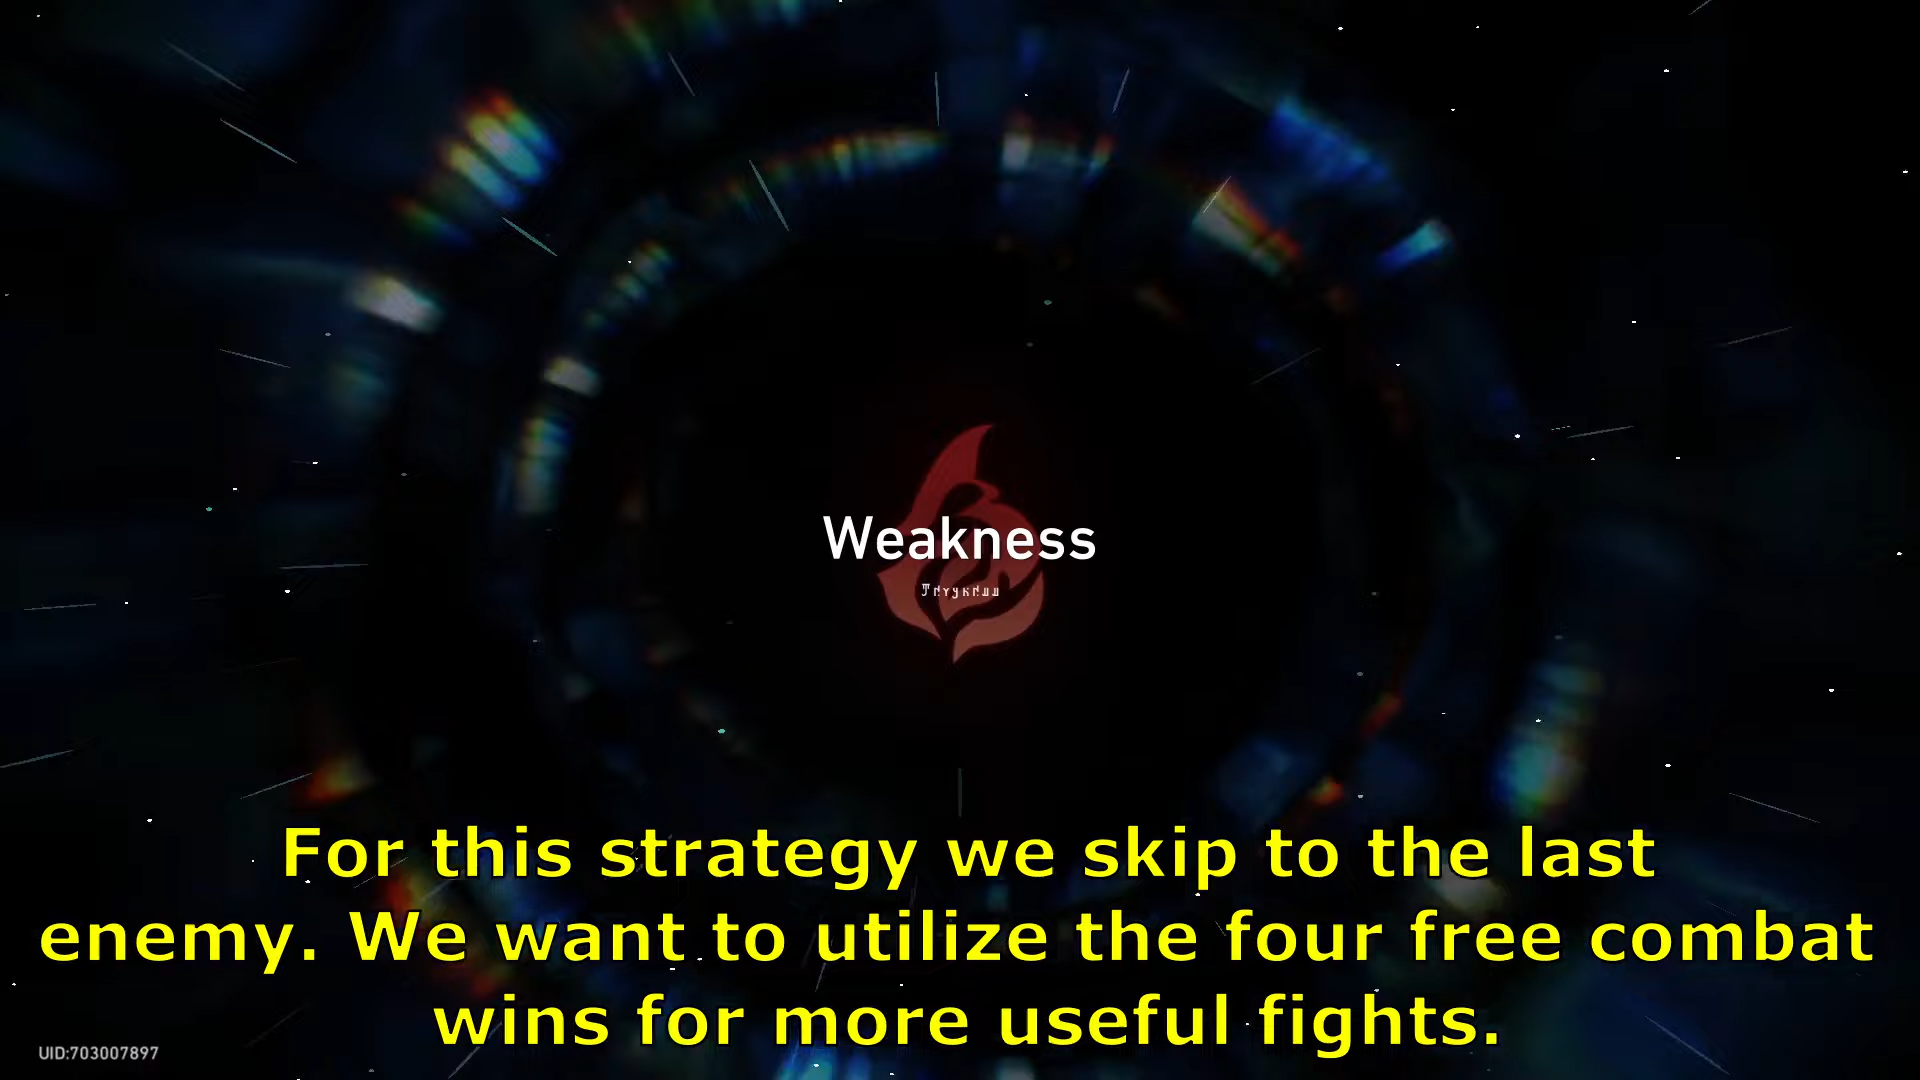 Weakness
For this strategy we skip to the last
enemy. We want to utilize the four free combat
wins for more useful fights.
UID:703007897